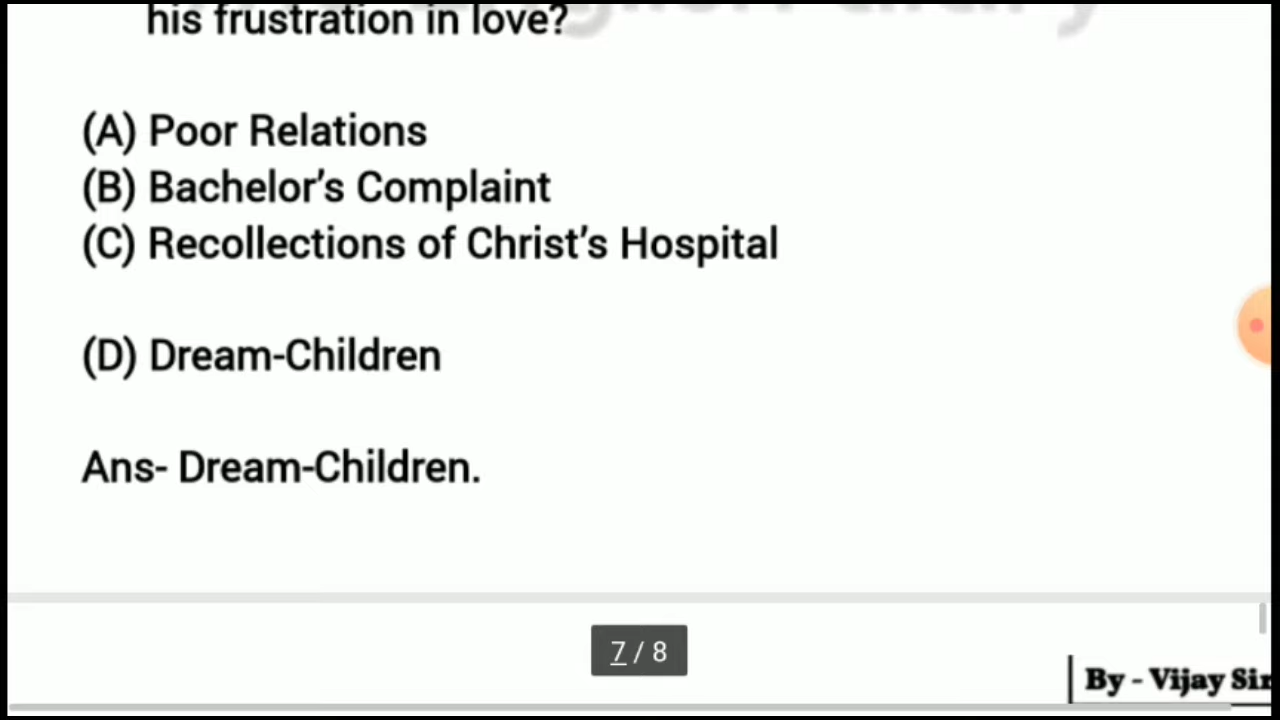 his frustration in love?
(A) Poor Relations
(B) Bachelor’s Complaint
(C) Recollections of Christ’s Hospital
(D) Dream-Children
Ans- Dream-Children.
7 / 8
By - Vijay Sir